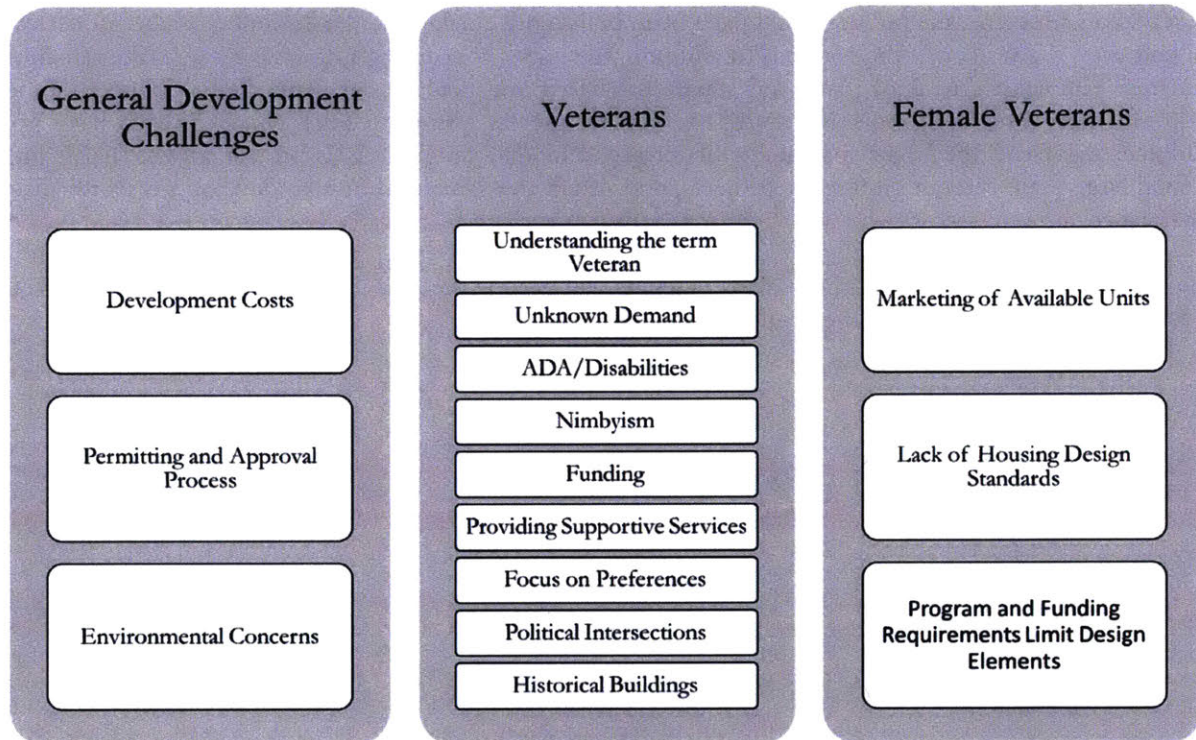 General Development
Challenges
Development Costs
Permitting and Approval
Process
Environmental Concerns
Veterans
Understanding the term
Veteran
Unknown Demand
ADA/Disabilities
Nimbyism
Funding
Providing Supportive Services
Focus on Preferences
Political Intersections
Historical Buildings
Female Veterans
Marketing of Available Units
Lack of Housing Design
Standards
Program and Funding
Requirements Limit Design
Elements